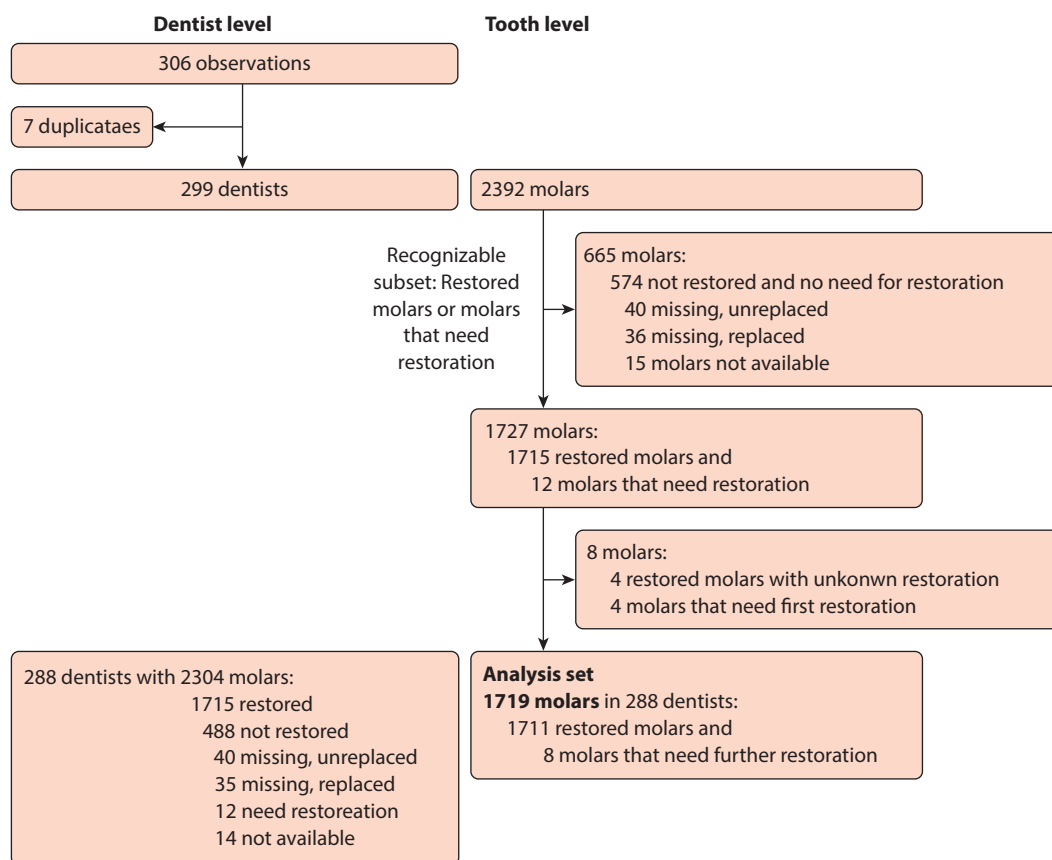 Dentist level
Tooth level
306 observations
7 duplicataes
299 dentists
2392 molars
Recognizable
subset: Restored
molars or molars
that need
restoration
665 molars:
574 not restored and no need for restoration
40 missing, unreplaced
36 missing, replaced
15 molars not available
1727 molars:
1715 restored molars and
12 molars that need restoration
8 molars:
4 restored molars with unkonwn restoration
4 molars that need first restoration
288 dentists with 2304 molars:
1715 restored
488 not restored
40 missing, unreplaced
35 missing, replaced
12 need restoreation
14 not available
Analysis set
1719 molars in 288 dentists:
1711 restored molars and
8 molars that need further restoration